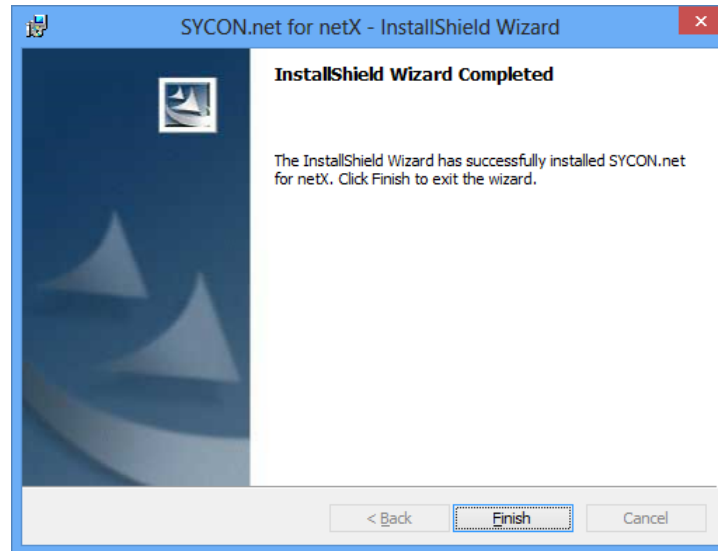 SYCON.net for netX - InstallShield Wizard
InstallShield Wizard Completed
The InstallShield Wizard has successfully installed SYCON.net
for netX. Click Finish to exit the wizard.
< Back
Finish
Cancel